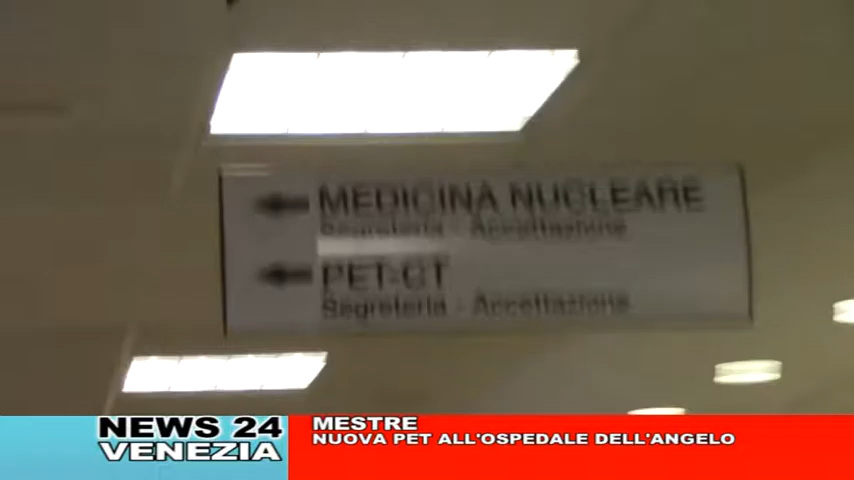 MEDICINA NUCLEARE
Segreteria - Accettazione
PET-CT
Segreteria - Accettazione
NEWS 24
VENEZIA
MESTRE
NUOVA PET ALL'OSPEDALE DELL'ANGELO